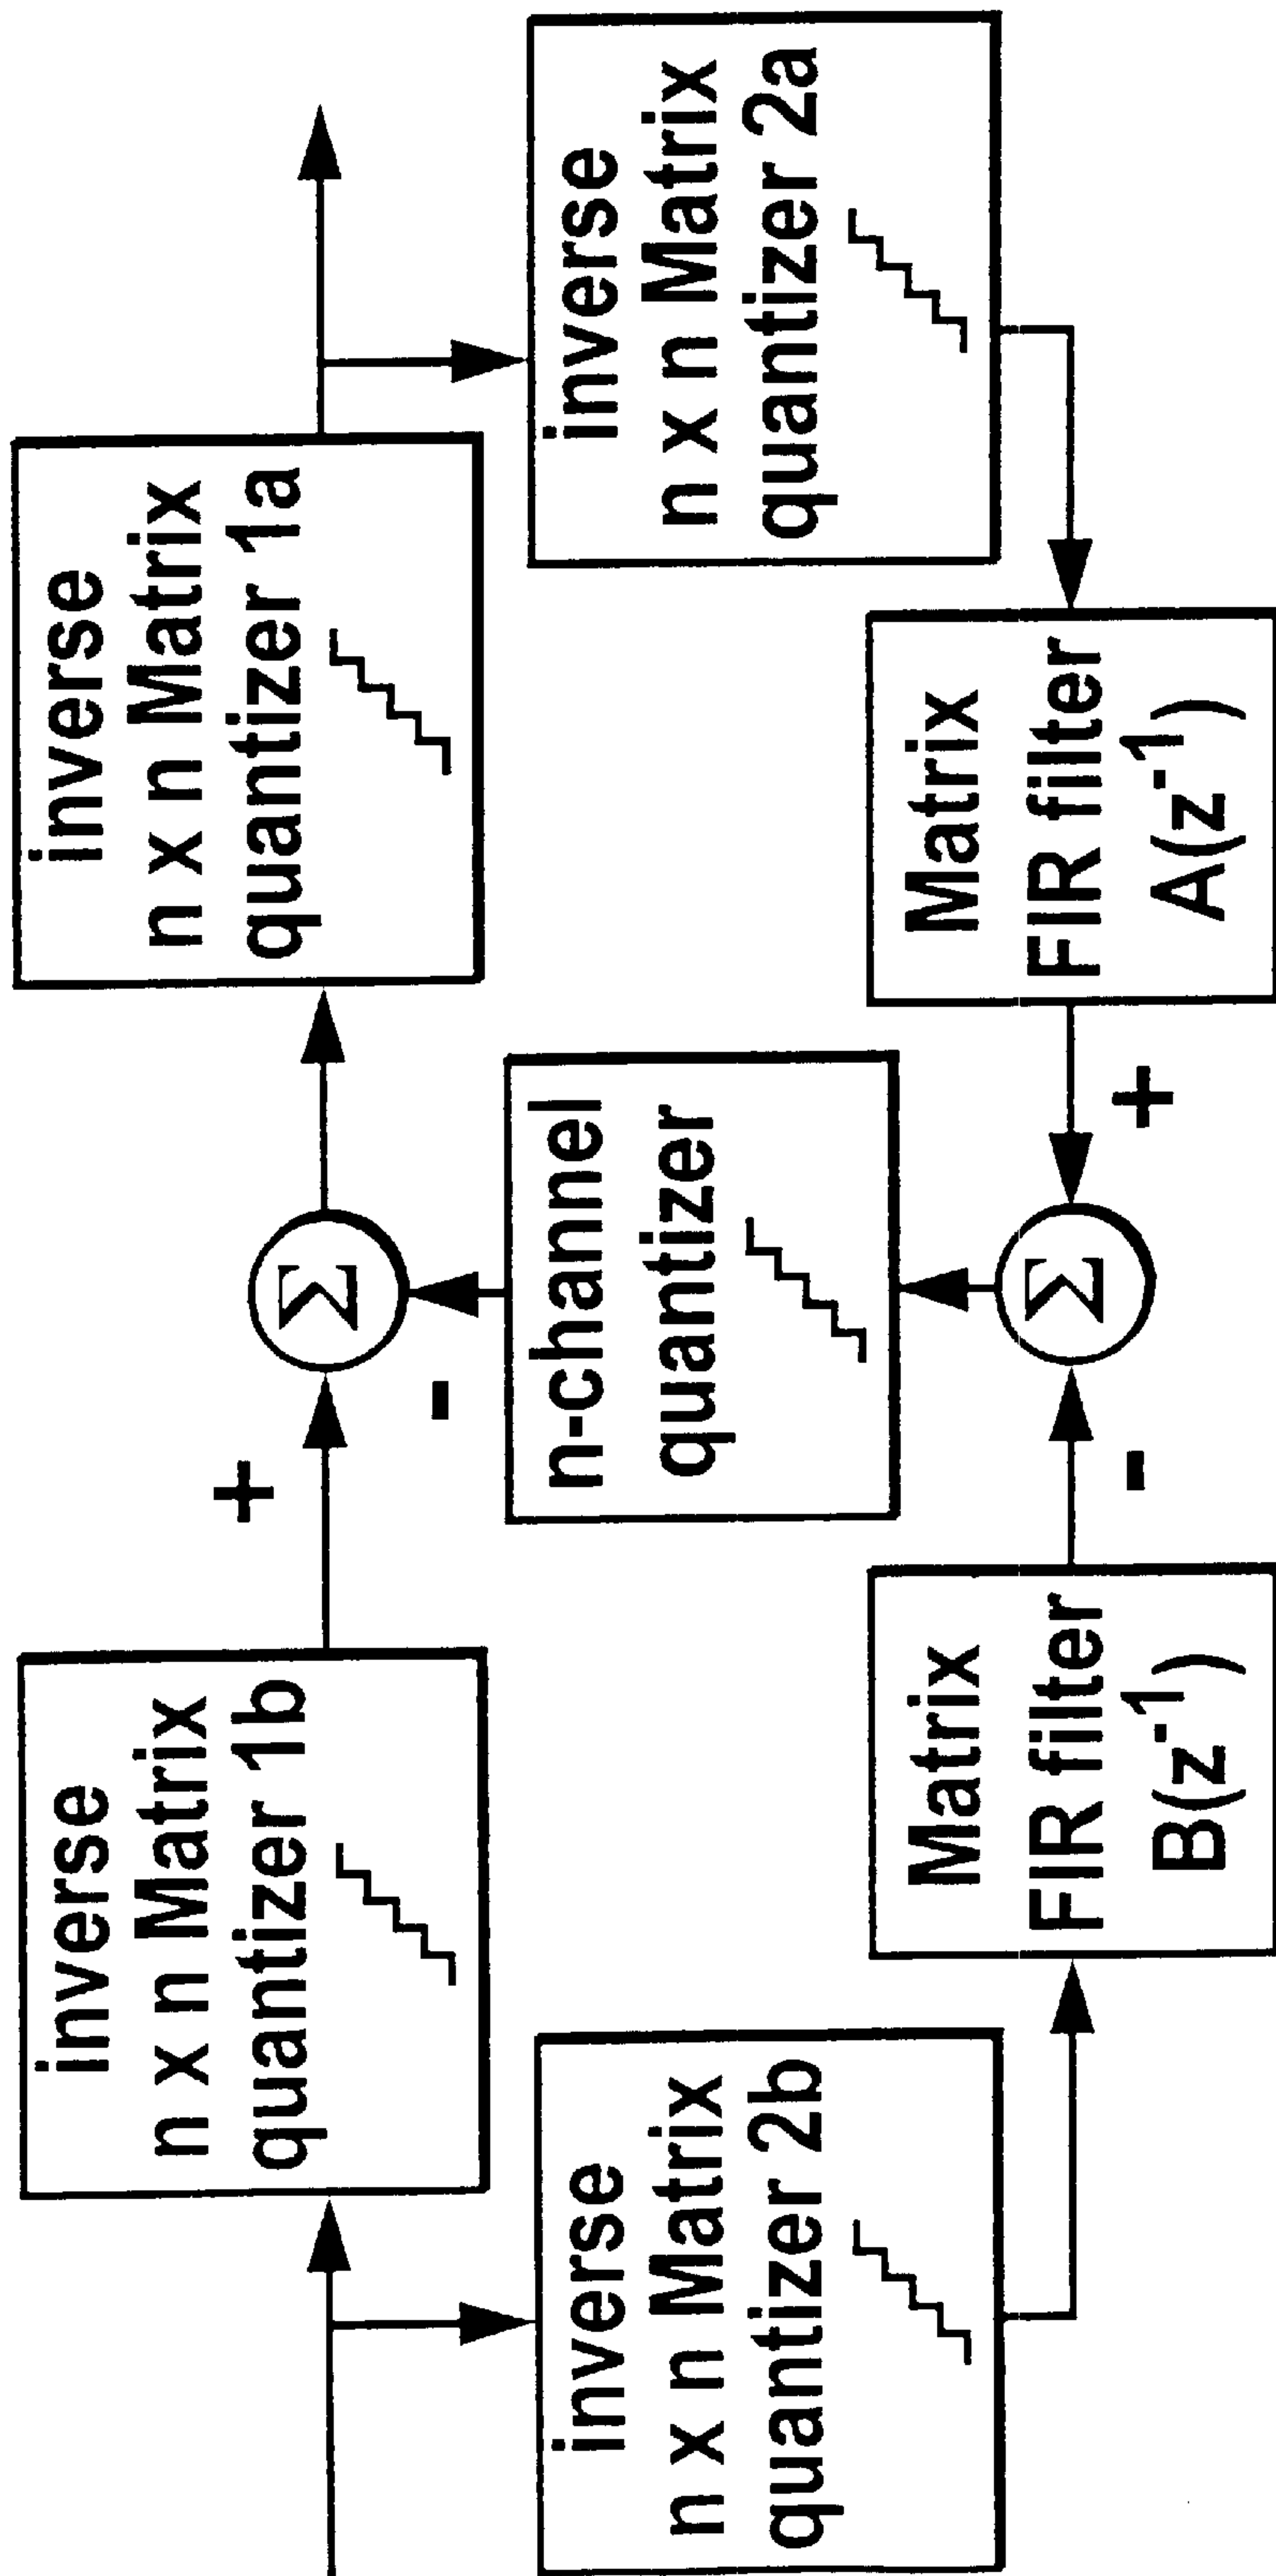 inverse
n x n Matrix
quantizer 1b
+
Σ
-
inverse
n x n Matrix
quantizer 1a
inverse
n x n Matrix
quantizer 2b
n-channel
quantizer
inverse
n x n Matrix
quantizer 2a
Matrix
FIR filter
B(z⁻¹)
-
Σ
+
Matrix
FIR filter
A(z⁻¹)